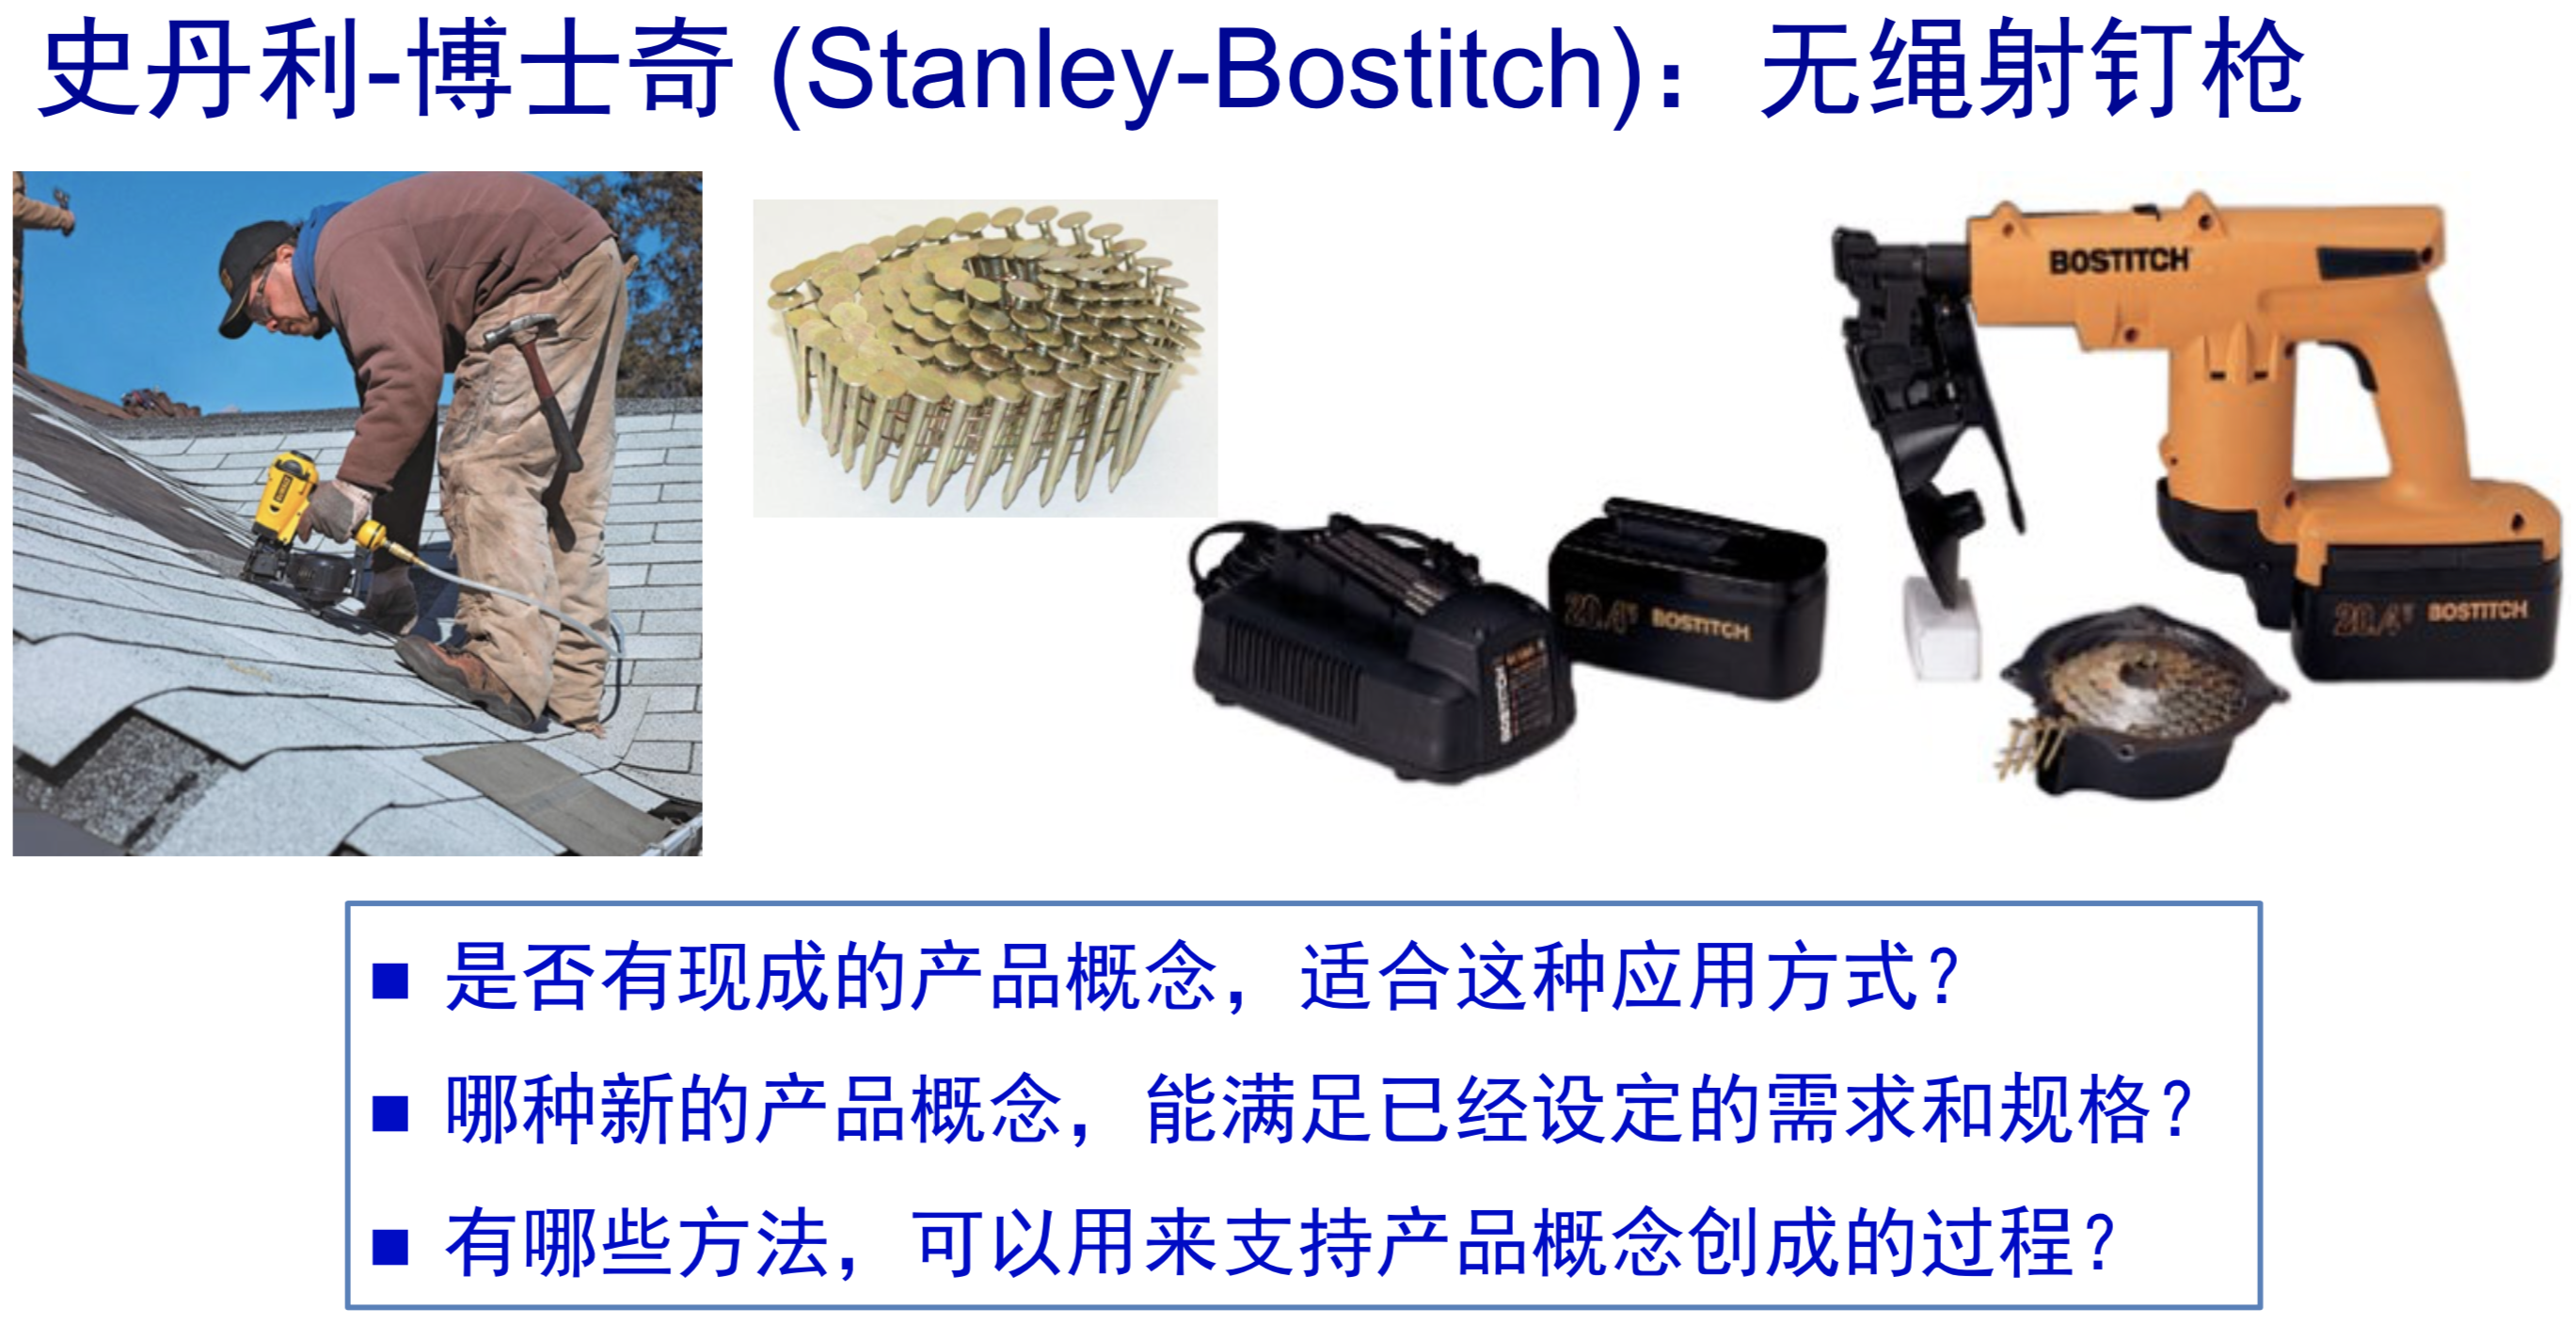 史丹利-博士奇 (Stanley-Bostitch)：无绳射钉枪
BOSTITCH
20.4V BOSTITCH
20.4V BOSTITCH
■ 是否有现成的产品概念，适合这种应用方式？
■ 哪种新的产品概念，能满足已经设定的需求和规格？
■ 有哪些方法，可以用来支持产品概念创成的过程？